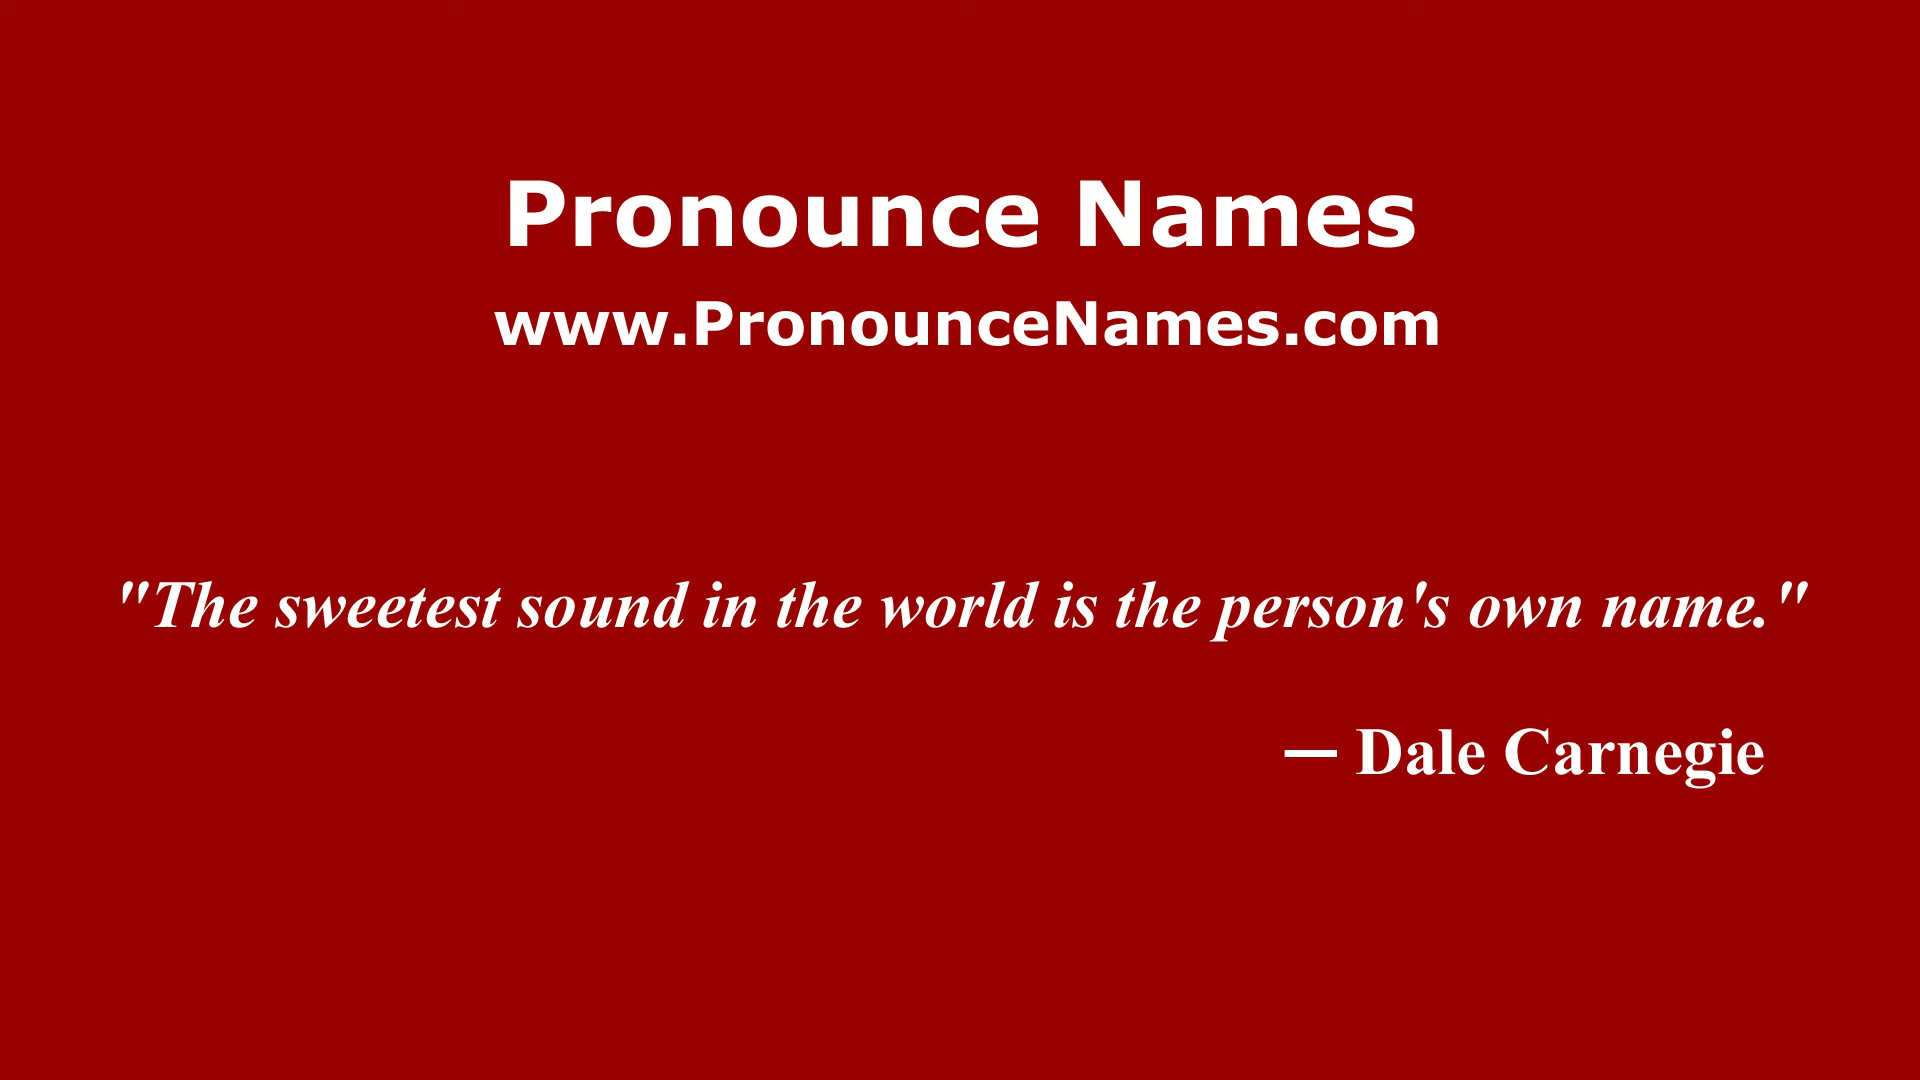 Pronounce Names
www.PronounceNames.com
"The sweetest sound in the world is the person's own name."
— Dale Carnegie